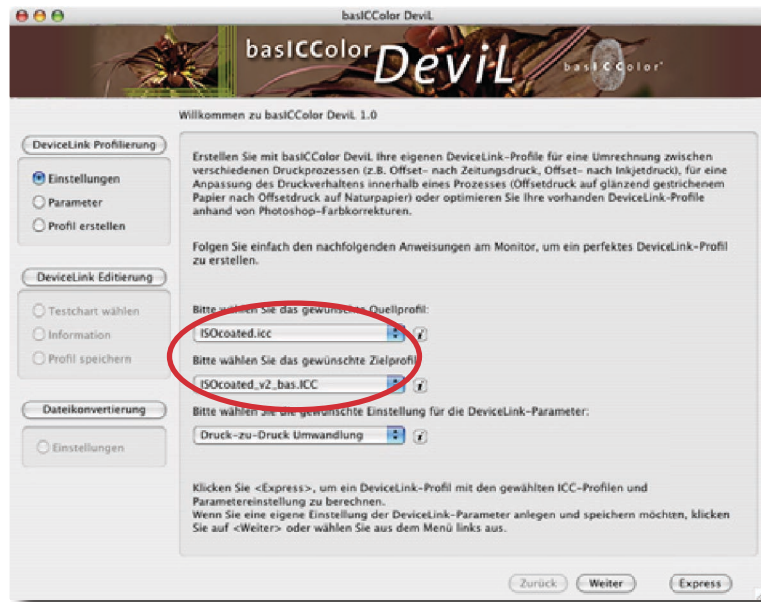 basICColor DeviL
basICColor DeviL
basICColor
Willkommen zu basICColor DeviL 1.0
DeviceLink Profilierung
Einstellungen
Parameter
Profil erstellen
DeviceLink Editierung
Testchart wählen
Information
Profil speichern
Dateikonvertierung
Einstellungen
Erstellen Sie mit basICColor DeviL Ihre eigenen DeviceLink-Profile für eine Umrechnung zwischen
verschiedenen Druckprozessen (z.B. Offset- nach Zeitungsdruck, Offset- nach Inkjetdruck), für eine
Anpassung des Druckverhaltens innerhalb eines Prozesses (Offsetdruck auf glänzend gestrichenem
Papier nach Offsetdruck auf Naturpapier) oder optimieren Sie Ihre vorhanden DeviceLink-Profile
anhand von Photoshop-Farbkorrekturen.
Folgen Sie einfach den nachfolgenden Anweisungen am Monitor, um ein perfektes DeviceLink-Profil
zu erstellen.
Bitte wählen Sie das gewünschte Quellprofil:
ISOcoated.icc
Bitte wählen Sie das gewünschte Zielprofil
ISOcoated_v2_bas.ICC
Bitte wählen Sie die gewünschte Einstellung für die DeviceLink-Parameter:
Druck-zu-Druck Umwandlung
Klicken Sie <Express>, um ein DeviceLink-Profil mit den gewählten ICC-Profilen und
Parametereinstellung zu berechnen.
Wenn Sie eine eigene Einstellung der DeviceLink-Parameter anlegen und speichern möchten, klicken
Sie auf <Weiter> oder wählen Sie aus dem Menü links aus.
Zurück Weiter Express